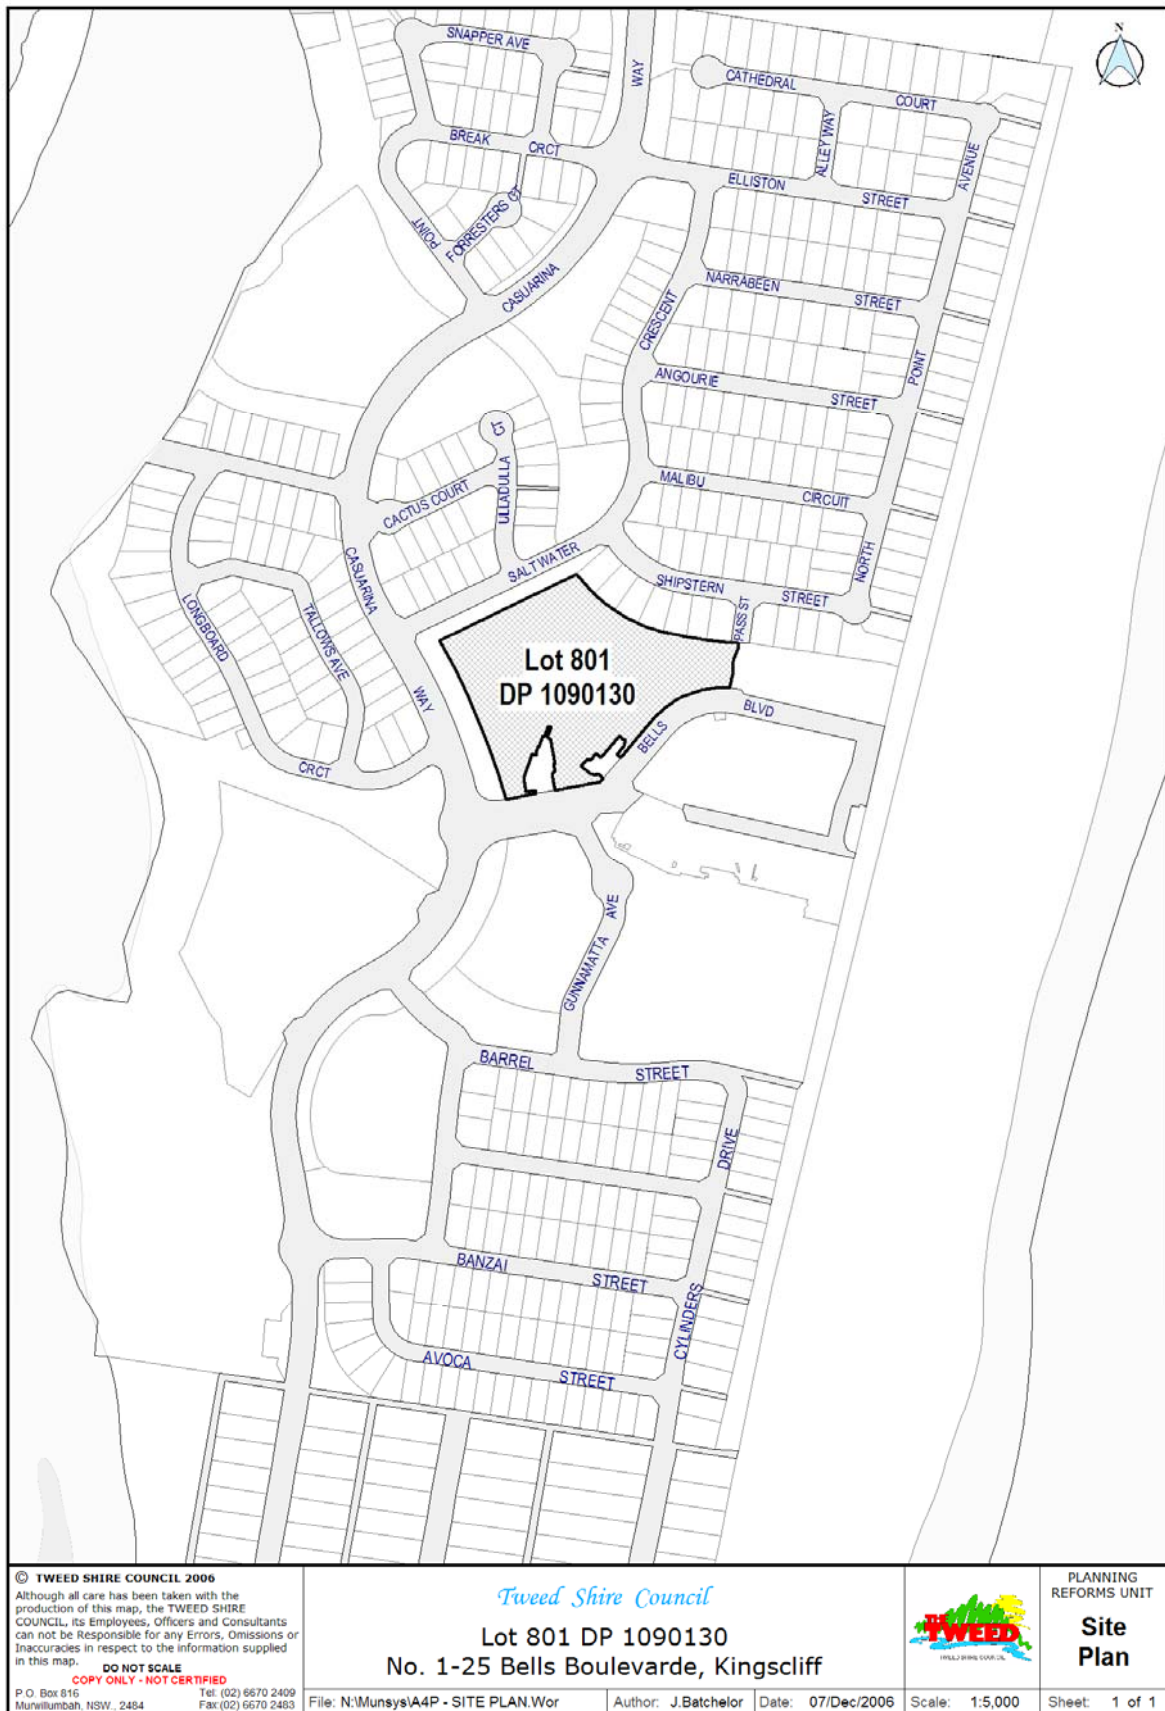 N
SNAPPER AVE
WAY
CATHEDRAL
COURT
BREAK
CRCT
ALLEY WAY
AVENUE
ELLISTON
STREET
FORRESTERS CT
POINT
CASUARINA
NARRABEEN
STREET
CRESCENT
ANGOURIE
STREET
POINT
CT
MALIBU
CIRCUIT
CACTUS COURT
ULLADULLA
SALTWATER
CASUARINA
SHIPSTERN
STREET
NORTH
PASS ST
LONGBOARD
TALLOWS AVE
Lot 801
DP 1090130
WAY
BELLS
BLVD
CRCT
AVE
GUNNAMATTA
BARREL
STREET
DRIVE
BANZAI
STREET
CYLINDERS
AVOCA
STREET
© TWEED SHIRE COUNCIL 2006
Although all care has been taken with the
production of this map, the TWEED SHIRE
COUNCIL, its Employees, Officers and Consultants
can not be Responsible for any Errors, Omissions or
Inaccuracies in respect to the information supplied
in this map.
DO NOT SCALE
COPY ONLY - NOT CERTIFIED
P.O. Box 816
Murwillumbah, NSW., 2484
Tel: (02) 6670 2409
Fax:(02) 6670 2483
Tweed Shire Council
Lot 801 DP 1090130
No. 1-25 Bells Boulevarde, Kingscliff
File: N:\Munsys\A4P - SITE PLAN.Wor
Author: J.Batchelor
Date: 07/Dec/2006
THE
TWEED
TWEED SHIRE COUNCIL
Scale: 1:5,000
PLANNING
REFORMS UNIT
Site
Plan
Sheet: 1 of 1